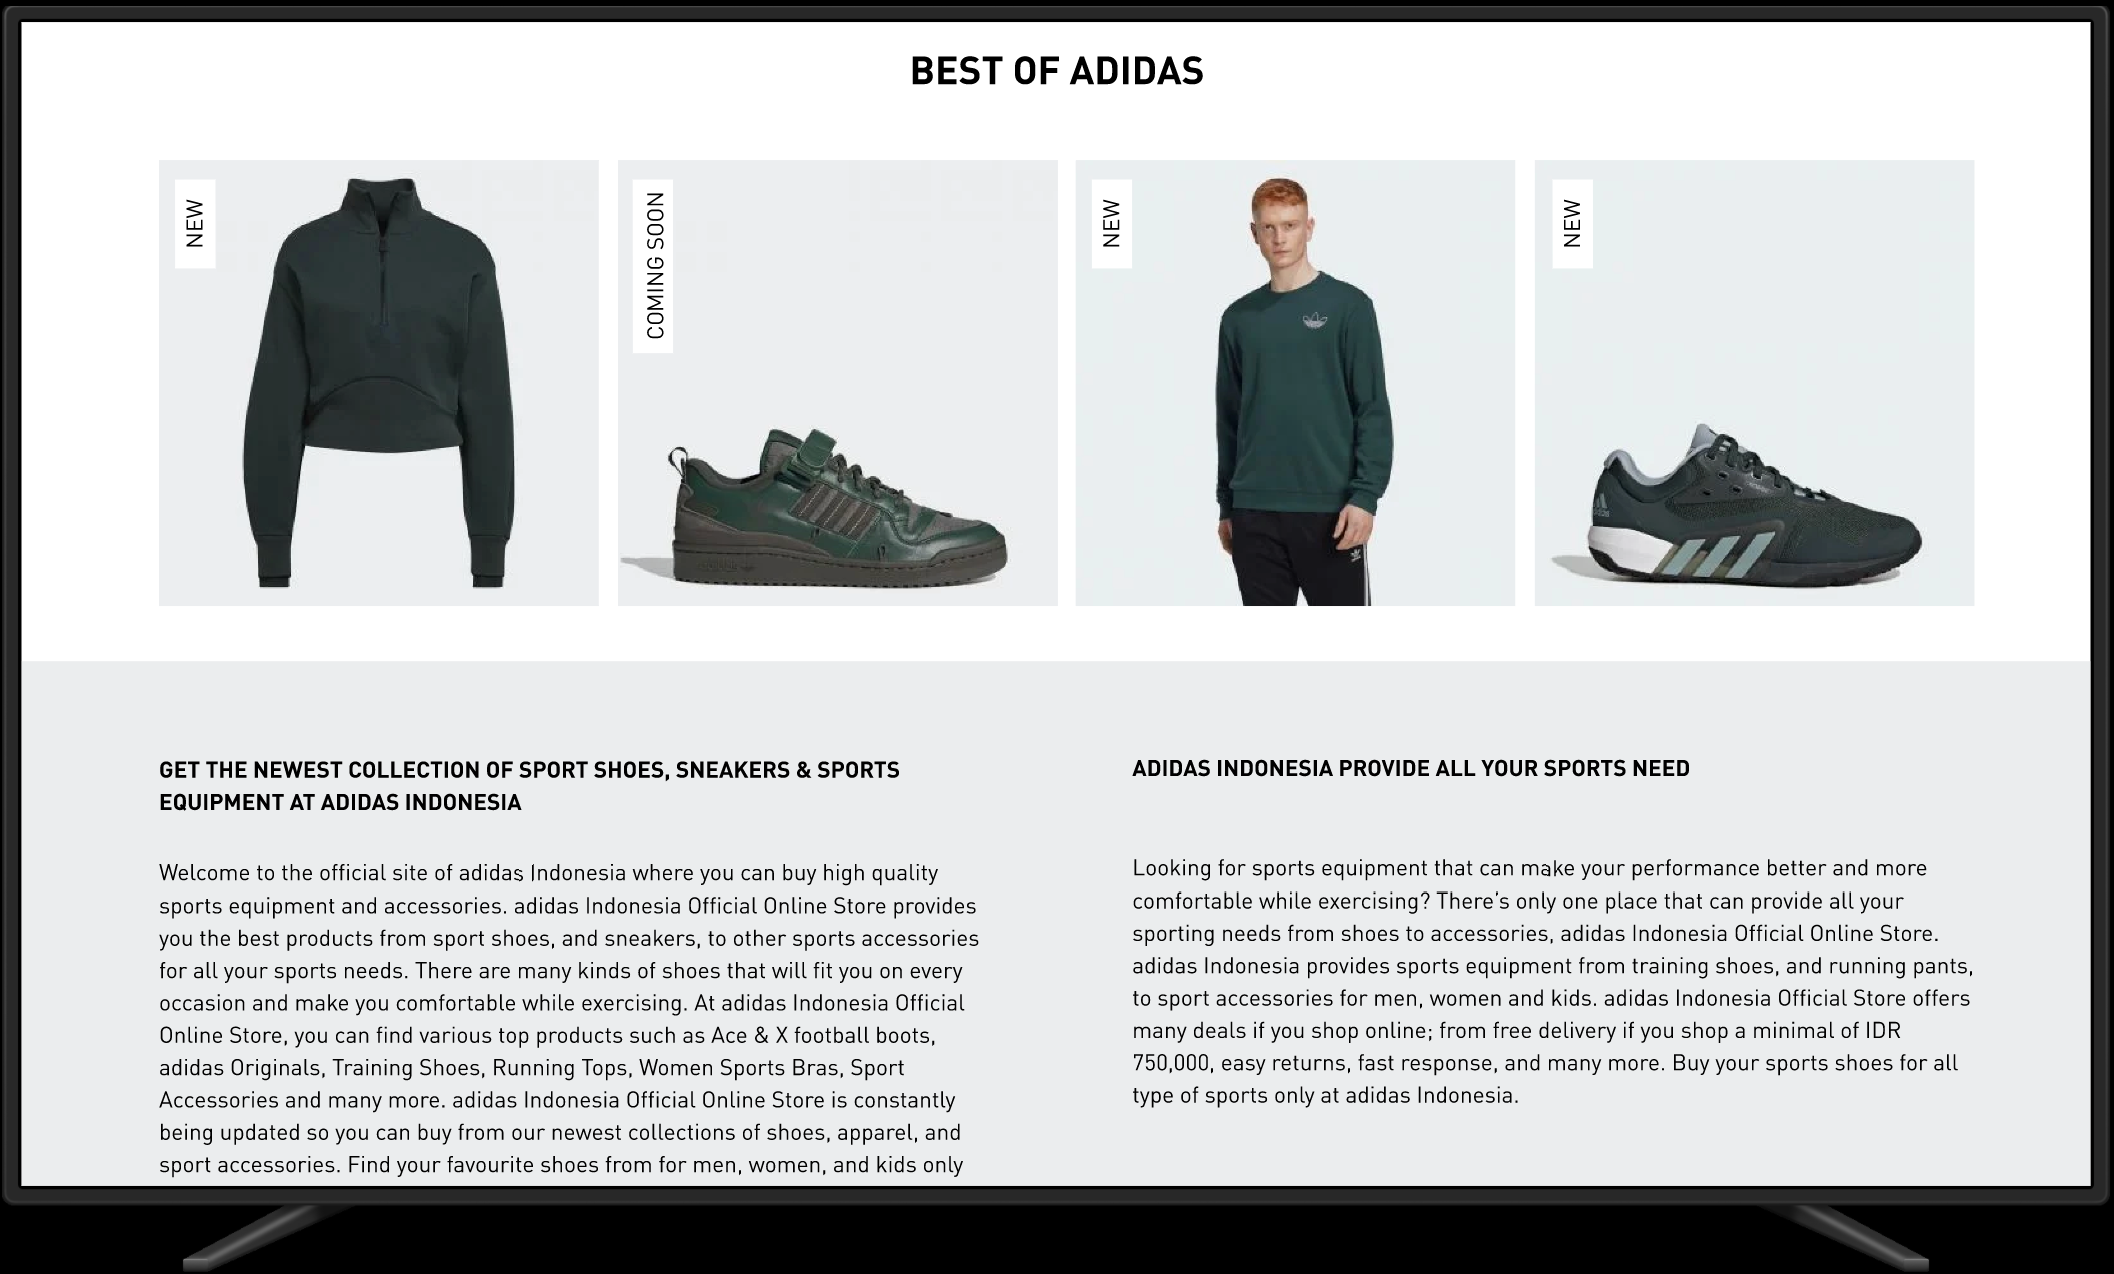 BEST OF ADIDAS
NEW
COMING SOON
NEW
NEW
GET THE NEWEST COLLECTION OF SPORT SHOES, SNEAKERS & SPORTS
EQUIPMENT AT ADIDAS INDONESIA
Welcome to the official site of adidas Indonesia where you can buy high quality
sports equipment and accessories. adidas Indonesia Official Online Store provides
you the best products from sport shoes, and sneakers, to other sports accessories
for all your sports needs. There are many kinds of shoes that will fit you on every
occasion and make you comfortable while exercising. At adidas Indonesia Official
Online Store, you can find various top products such as Ace & X football boots,
adidas Originals, Training Shoes, Running Tops, Women Sports Bras, Sport
Accessories and many more. adidas Indonesia Official Online Store is constantly
being updated so you can buy from our newest collections of shoes, apparel, and
sport accessories. Find your favourite shoes from for men, women, and kids only
ADIDAS INDONESIA PROVIDE ALL YOUR SPORTS NEED
Looking for sports equipment that can make your performance better and more
comfortable while exercising? There's only one place that can provide all your
sporting needs from shoes to accessories, adidas Indonesia Official Online Store.
adidas Indonesia provides sports equipment from training shoes, and running pants,
to sport accessories for men, women and kids. adidas Indonesia Official Store offers
many deals if you shop online; from free delivery if you shop a minimal of IDR
750,000, easy returns, fast response, and many more. Buy your sports shoes for all
type of sports only at adidas Indonesia.